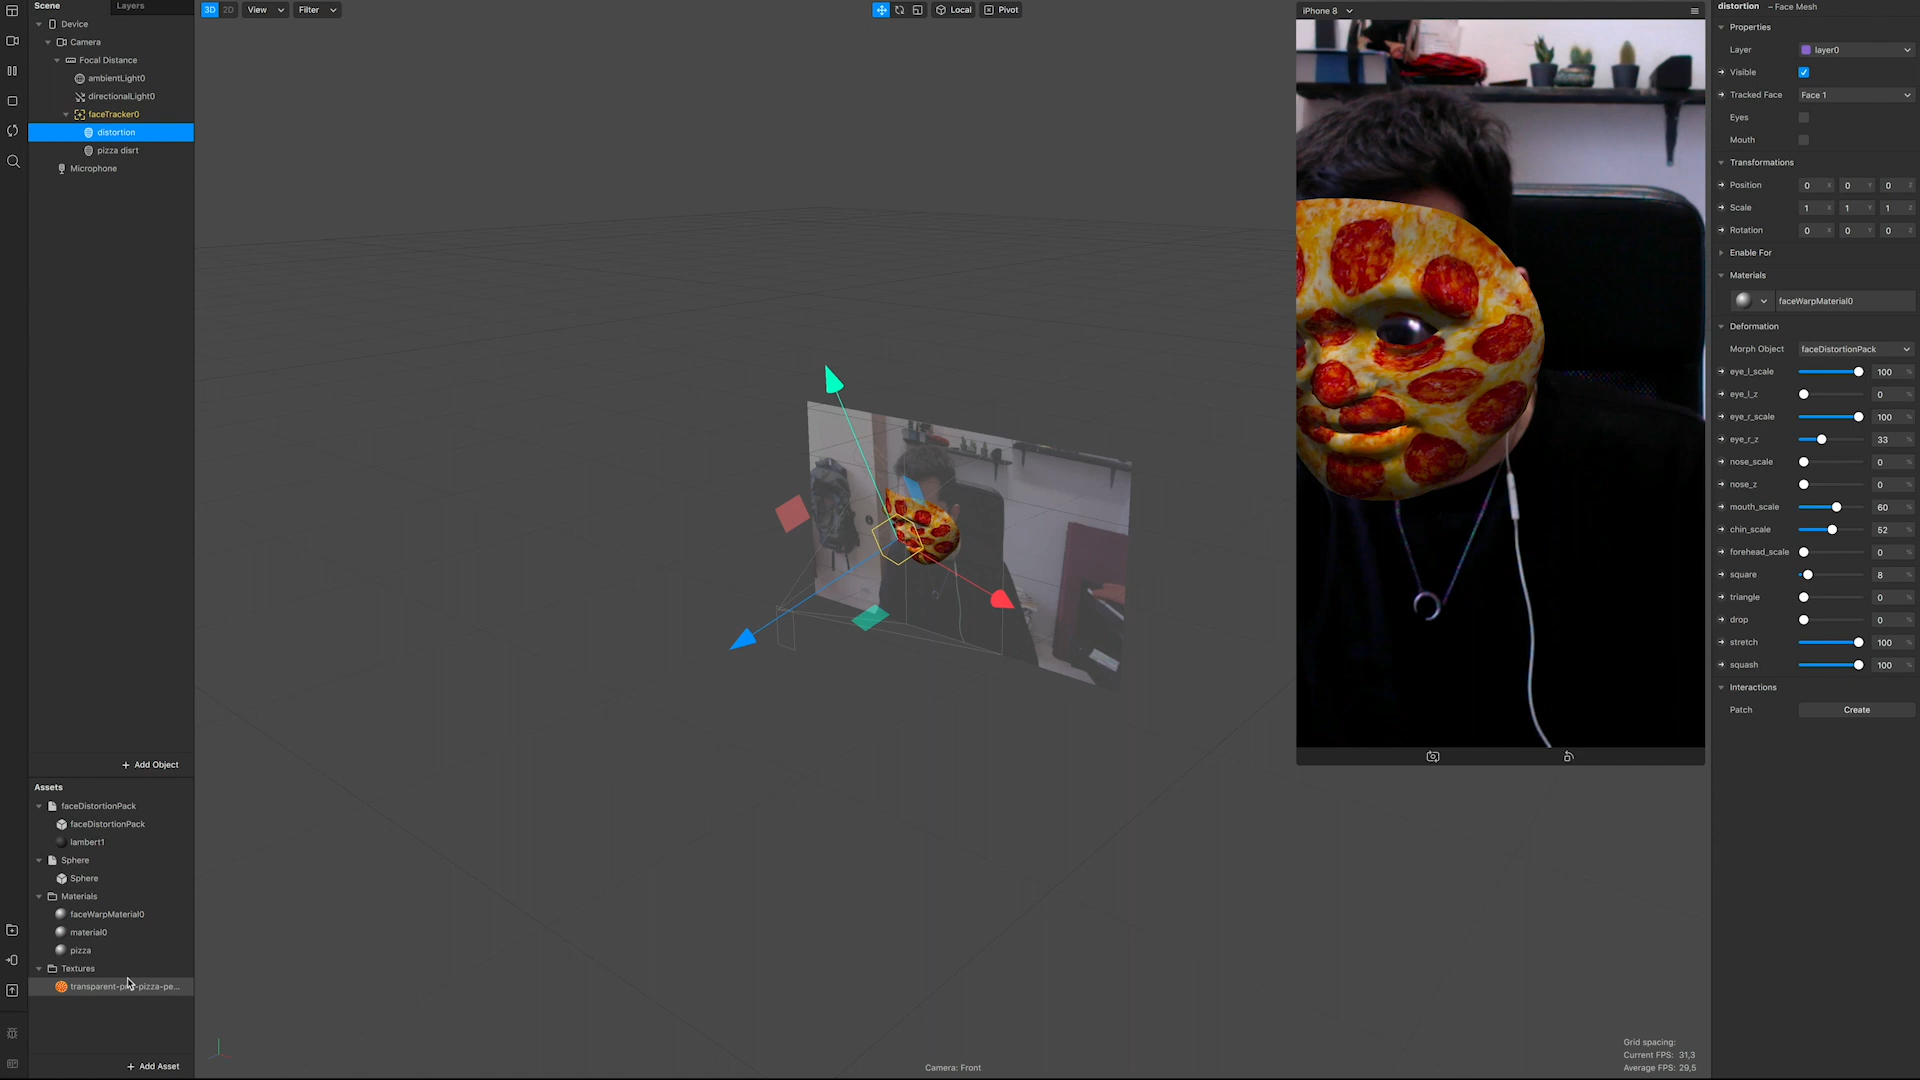 Scene
Layers
Device
Camera
Focal Distance
ambientLight0
directionalLight0
faceTracker0
distortion
pizza disrt
Microphone
+ Add Object
Assets
faceDistortionPack
faceDistortionPack
lambert1
Sphere
Sphere
Materials
faceWarpMaterial0
material0
pizza
Textures
+ Add Asset
3D 2D View Filter
Local Pivot
Camera: Front
iPhone 8
Grid spacing:
Current FPS: 31,3
Average FPS: 29,5
distortion – Face Mesh
Properties
Layer layer0
Visible
Tracked Face Face 1
Eyes
Mouth
Transformations
Position 0 X 0 Y 0 Z
Scale 1 X 1 Y 1 Z
Rotation 0 X 0 Y 0 Z
Enable For
Materials
faceWarpMaterial0
Deformation
Morph Object faceDistortionPack
eye_l_scale 100 %
eye_l_z 0 %
eye_r_scale 100 %
eye_r_z 33 %
nose_scale 0 %
nose_z 0 %
mouth_scale 60 %
chin_scale 52 %
forehead_scale 0 %
square 8 %
triangle 0 %
drop 0 %
stretch 100 %
squash 100 %
Interactions
Patch Create